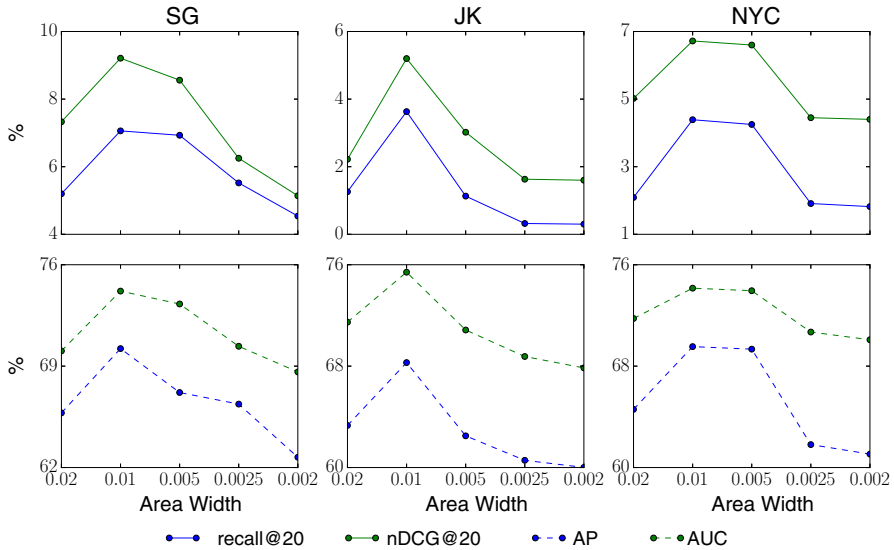 SG JK NYC
10 6 7
8 4 5
% 6 2 3
4 0 1
76 76 76
% 69 68 68
62 60 60
0.02 0.01 0.005 0.0025 0.002 0.02 0.01 0.005 0.0025 0.002 0.02 0.01 0.005 0.0025 0.002
Area Width Area Width Area Width
recall@20 nDCG@20 AP AUC